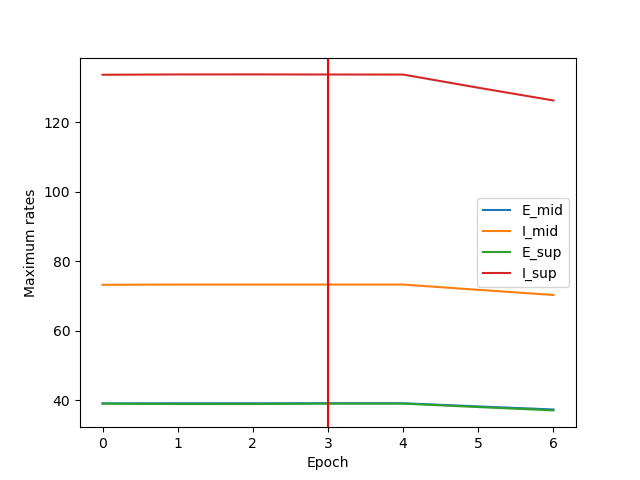 120
100
80
60
40
Maximum rates
E_mid
I_mid
E_sup
I_sup
0 1 2 3 4 5 6
Epoch